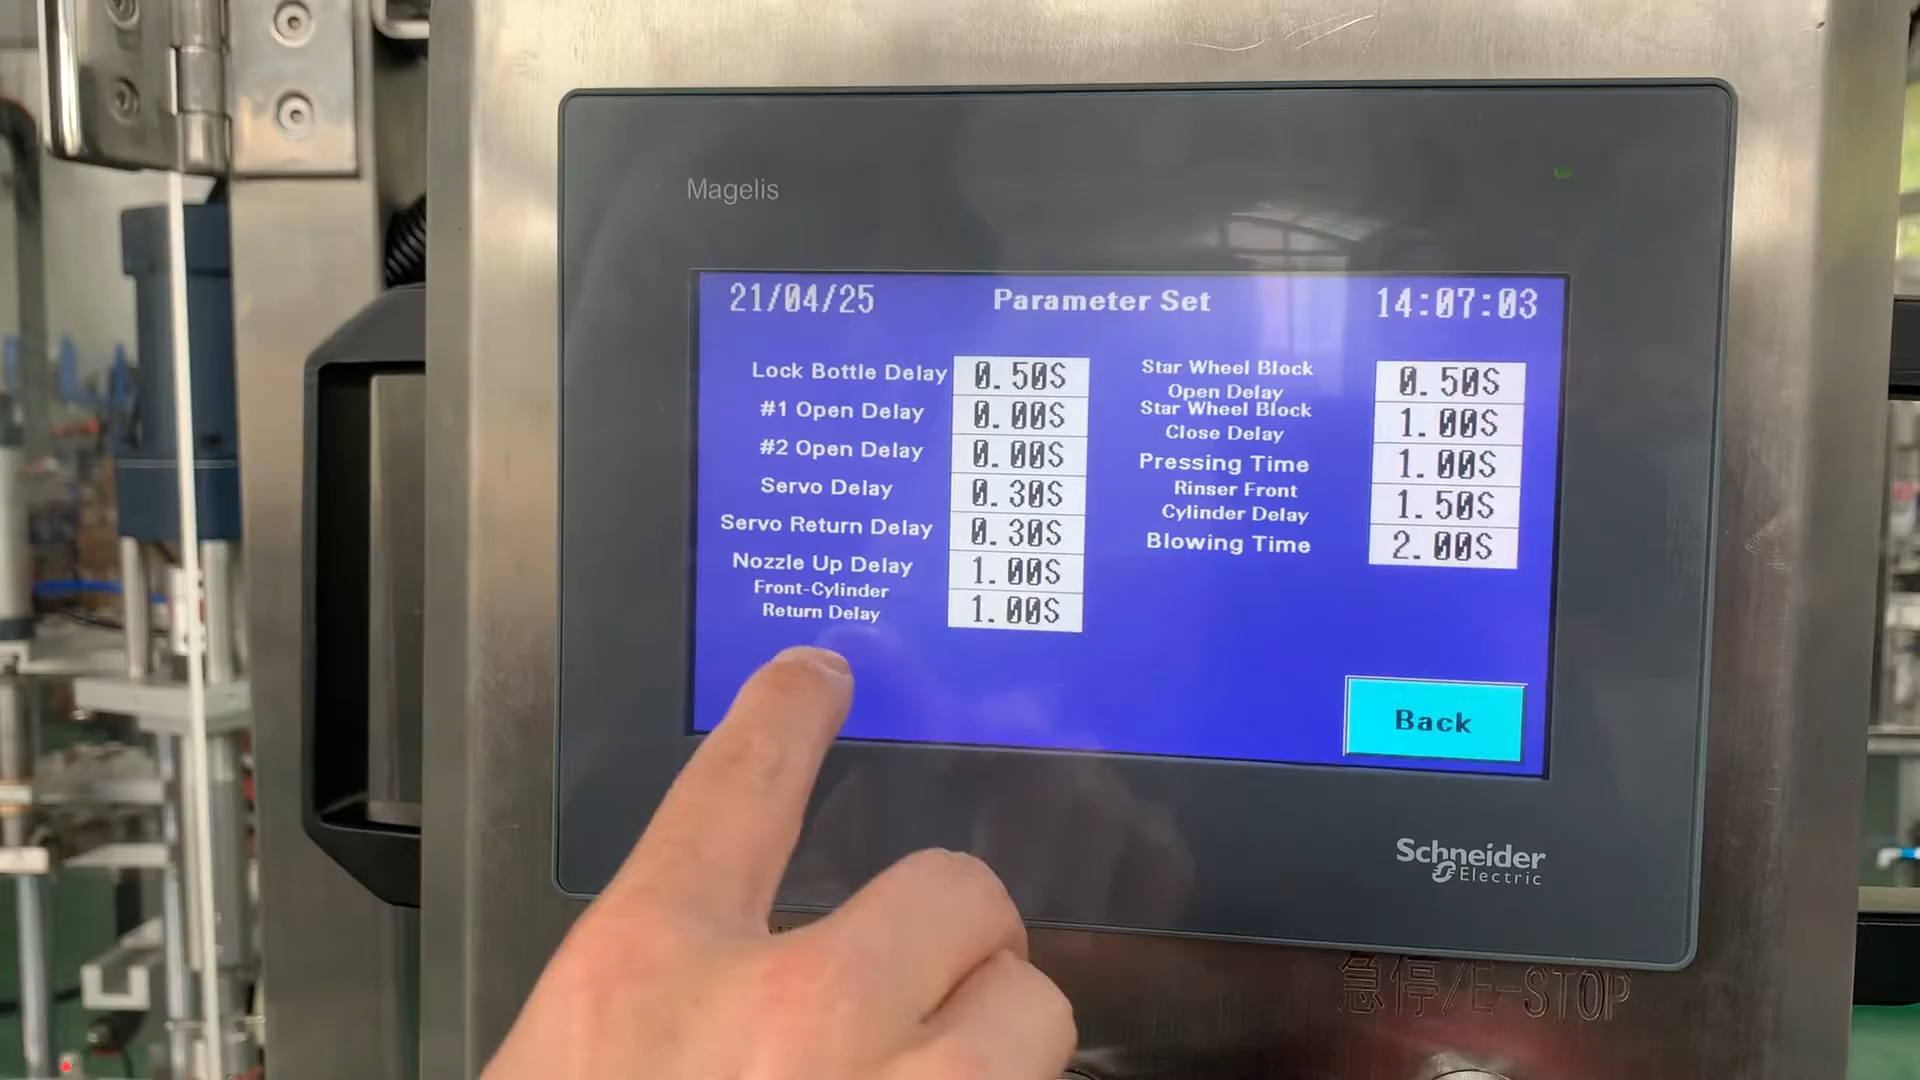 Magelis
21/04/25 Parameter Set 14:07:03
Lock Bottle Delay 0.50S
#1 Open Delay 0.00S
#2 Open Delay 0.00S
Servo Delay 0.30S
Servo Return Delay 0.30S
Nozzle Up Delay 1.00S
Front-Cylinder
Return Delay 1.00S
Star Wheel Block
Open Delay 0.50S
Star Wheel Block
Close Delay 1.00S
Pressing Time 1.00S
Rinser Front
Cylinder Delay 1.50S
Blowing Time 2.00S
Back
Schneider
Electric
急停/E-STOP